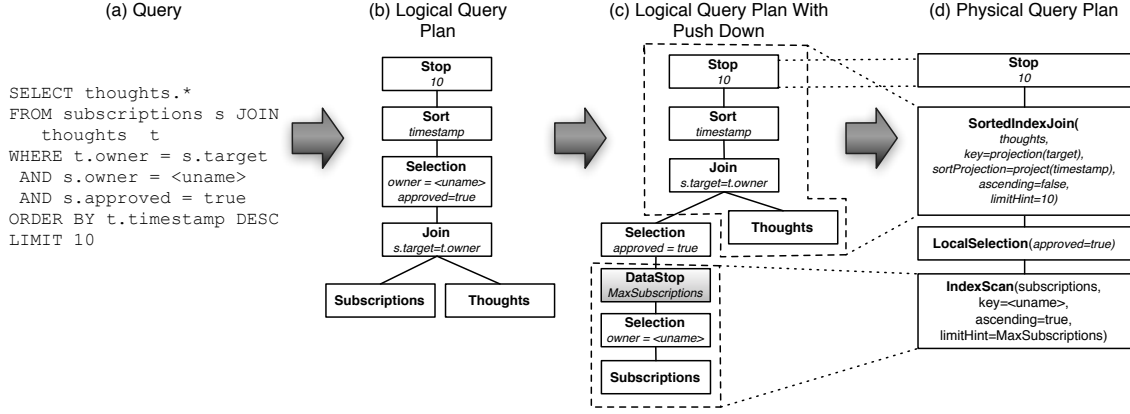 (a) Query
SELECT thoughts.*
FROM subscriptions s JOIN
thoughts t
WHERE t.owner = s.target
AND s.owner = <uname>
AND s.approved = true
ORDER BY t.timestamp DESC
LIMIT 10
(b) Logical Query
Plan
Stop
10
Sort
timestamp
Selection
owner = <uname>
approved=true
Join
s.target=t.owner
Subscriptions
Thoughts
(c) Logical Query Plan With
Push Down
Stop
10
Sort
timestamp
Join
s.target=t.owner
Thoughts
Selection
approved = true
DataStop
MaxSubscriptions
Selection
owner = <uname>
Subscriptions
(d) Physical Query Plan
Stop
10
SortedIndexJoin(
thoughts,
key=projection(target),
sortProjection=project(timestamp),
ascending=false,
limitHint=10)
LocalSelection(approved=true)
IndexScan(subscriptions,
key=<uname>,
ascending=true,
limitHint=MaxSubscriptions)